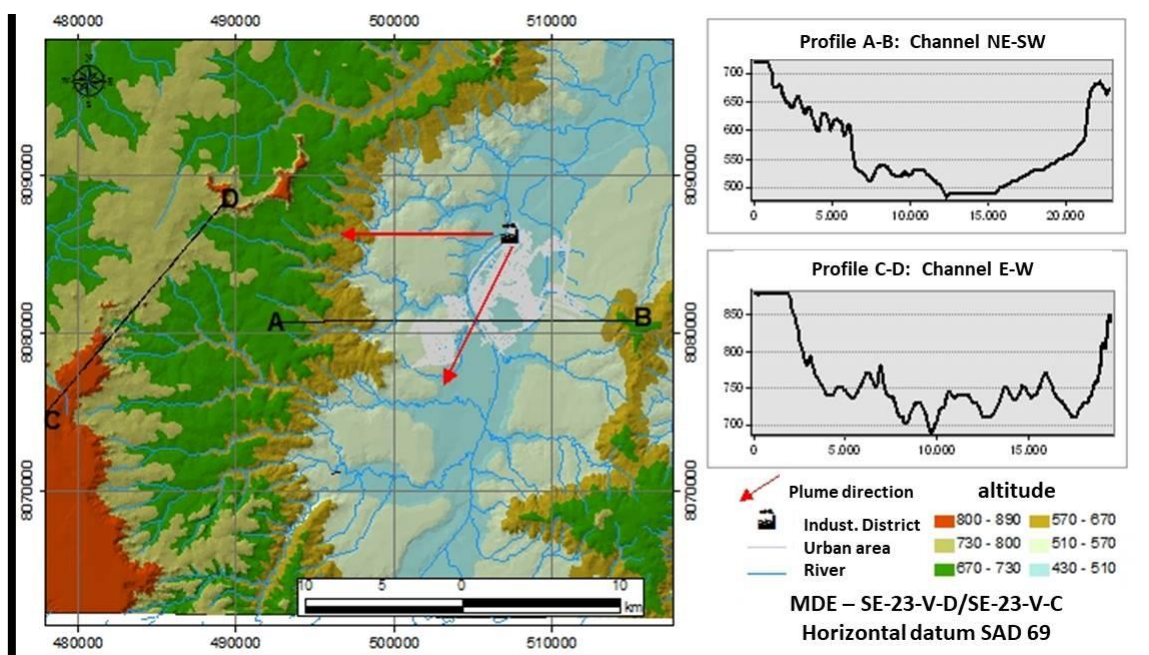 480000 490000 500000 510000
8090000
8080000
8070000
D
A
B
C
8090000
8080000
8070000
10 5 0 10
km
480000 490000 500000 510000
Profile A-B: Channel NE-SW
700
650
600
550
500
0 5.000 10.000 15.000 20.000
Profile C-D: Channel E-W
850
800
750
700
0 5.000 10.000 15.000
Plume direction
Indust. District
Urban area
River
altitude
800 - 890 570 - 670
730 - 800 510 - 570
670 - 730 430 - 510
MDE – SE-23-V-D/SE-23-V-C
Horizontal datum SAD 69